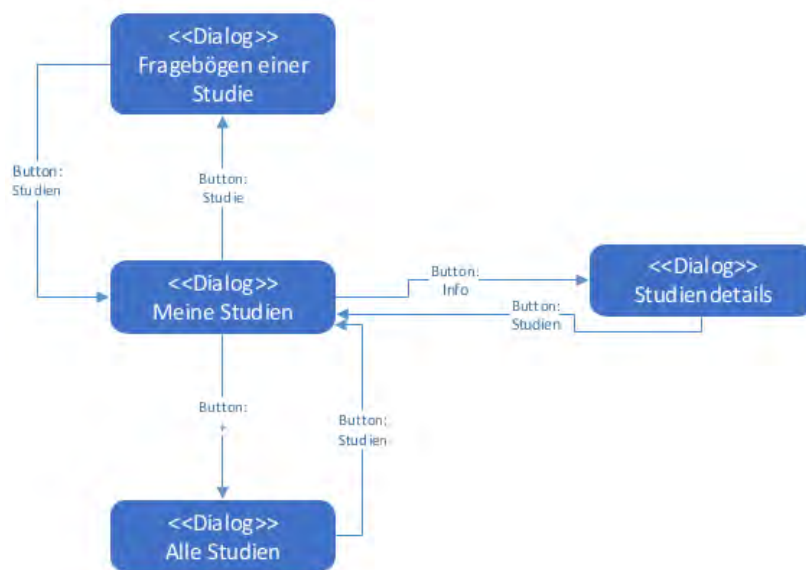 <<Dialog>>
Fragebögen einer
Studie
Button:
Studien
Button:
Studie
<<Dialog>>
Meine Studien
Button:
Info
<<Dialog>>
Studiendetails
Button:
Studien
Button:
+
Button:
Studien
<<Dialog>>
Alle Studien